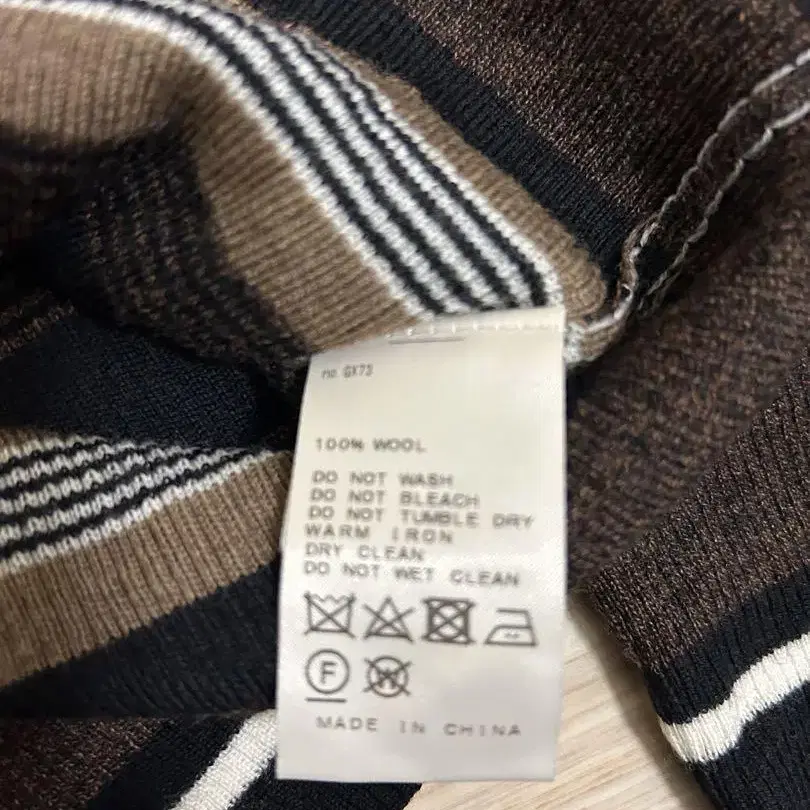 no. GX73
100% WOOL
DO NOT WASH
DO NOT BLEACH
DO NOT TUMBLE DRY
WARM IRON
DRY CLEAN
DO NOT WET CLEAN
F W
MADE IN CHINA